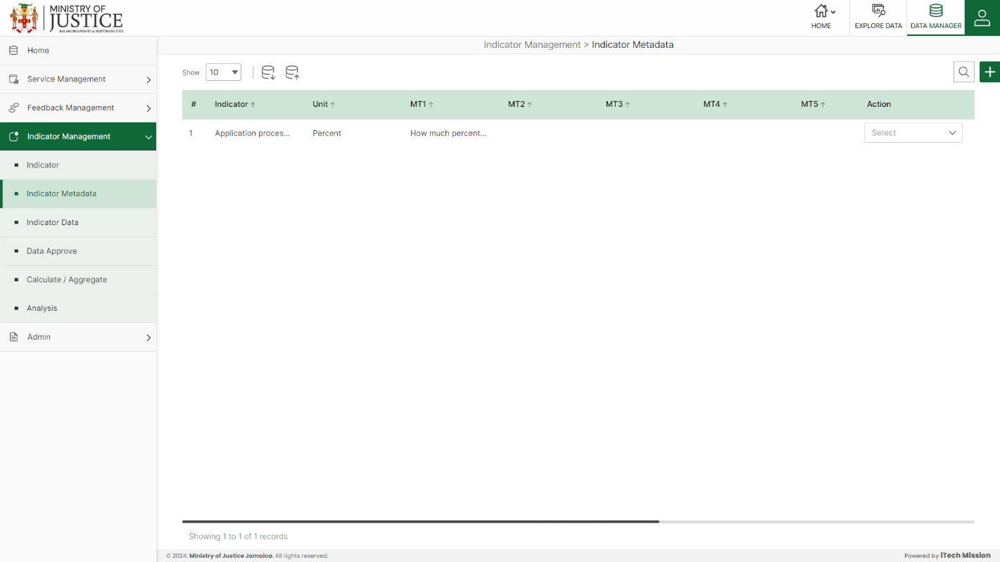 MINISTRY OF
JUSTICE
BALANCING RIGHTS & RESPONSIBILITIES
HOME
EXPLORE DATA
DATA MANAGER
Indicator Management > Indicator Metadata
Home
Service Management
Feedback Management
Indicator Management
Indicator
Indicator Metadata
Indicator Data
Data Approve
Calculate / Aggregate
Analysis
Admin
Show 10
# Indicator ↑ Unit ↑ MT1 ↑ MT2 ↑ MT3 ↑ MT4 ↑ MT5 ↑ Action
1 Application proces... Percent How much percent... Select
Showing 1 to 1 of 1 records
© 2024. Ministry of Justice Jamaica. All rights reserved.
Powered by iTech Mission